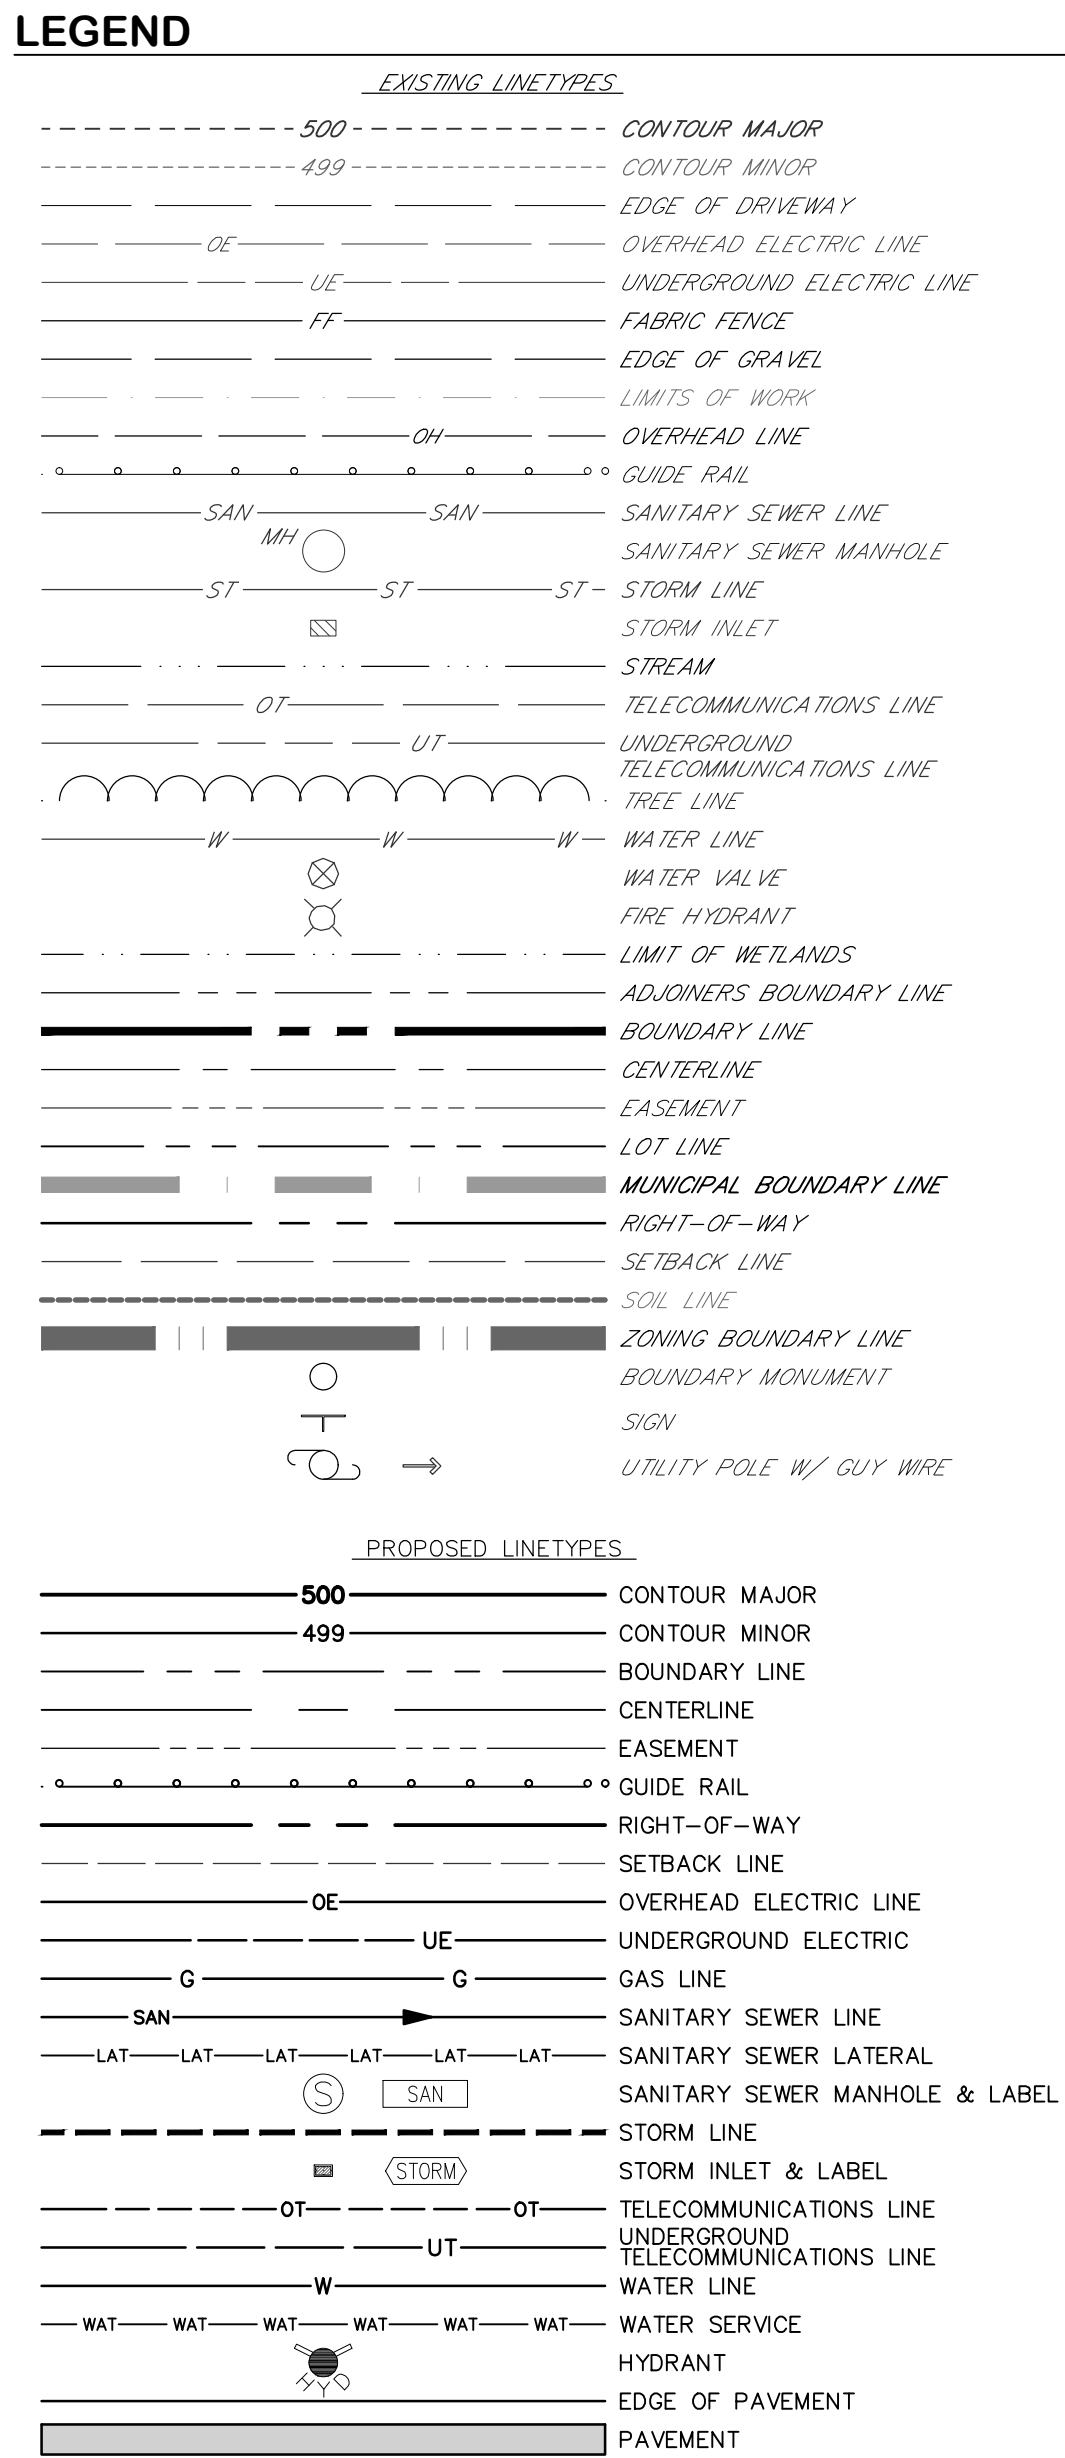 LEGEND
EXISTING LINETYPES
500 CONTOUR MAJOR
499 CONTOUR MINOR
EDGE OF DRIVEWAY
OE OVERHEAD ELECTRIC LINE
UE UNDERGROUND ELECTRIC LINE
FF FABRIC FENCE
EDGE OF GRAVEL
LIMITS OF WORK
OH OVERHEAD LINE
GUIDE RAIL
SAN SAN SANITARY SEWER LINE
MH SANITARY SEWER MANHOLE
ST ST ST STORM LINE
STORM INLET
STREAM
OT TELECOMMUNICATIONS LINE
UT UNDERGROUND
TELECOMMUNICATIONS LINE
TREE LINE
W W W WATER LINE
WATER VALVE
FIRE HYDRANT
LIMIT OF WETLANDS
ADJOINERS BOUNDARY LINE
BOUNDARY LINE
CENTERLINE
EASEMENT
LOT LINE
MUNICIPAL BOUNDARY LINE
RIGHT-OF-WAY
SETBACK LINE
SOIL LINE
ZONING BOUNDARY LINE
BOUNDARY MONUMENT
SIGN
UTILITY POLE W/ GUY WIRE
PROPOSED LINETYPES
500 CONTOUR MAJOR
499 CONTOUR MINOR
BOUNDARY LINE
CENTERLINE
EASEMENT
GUIDE RAIL
RIGHT-OF-WAY
SETBACK LINE
OE OVERHEAD ELECTRIC LINE
UE UNDERGROUND ELECTRIC
G G GAS LINE
SAN SANITARY SEWER LINE
LAT LAT LAT LAT LAT LAT SANITARY SEWER LATERAL
S SAN SANITARY SEWER MANHOLE & LABEL
STORM LINE
STORM STORM INLET & LABEL
OT OT TELECOMMUNICATIONS LINE
UT UNDERGROUND
TELECOMMUNICATIONS LINE
W WATER LINE
WAT WAT WAT WAT WAT WAT WATER SERVICE
HYD HYDRANT
EDGE OF PAVEMENT
PAVEMENT